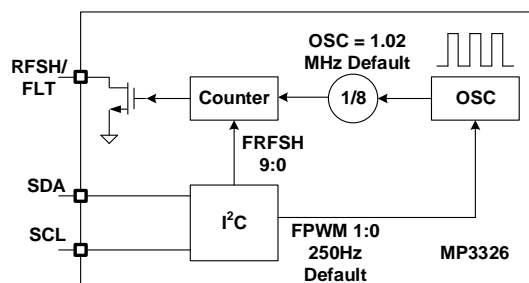 OSC = 1.02
MHz Default
RFSH/
FLT
Counter
1/8
OSC
FRFSH
9:0
SDA
I²C
SCL
FPWM 1:0
250Hz
Default
MP3326